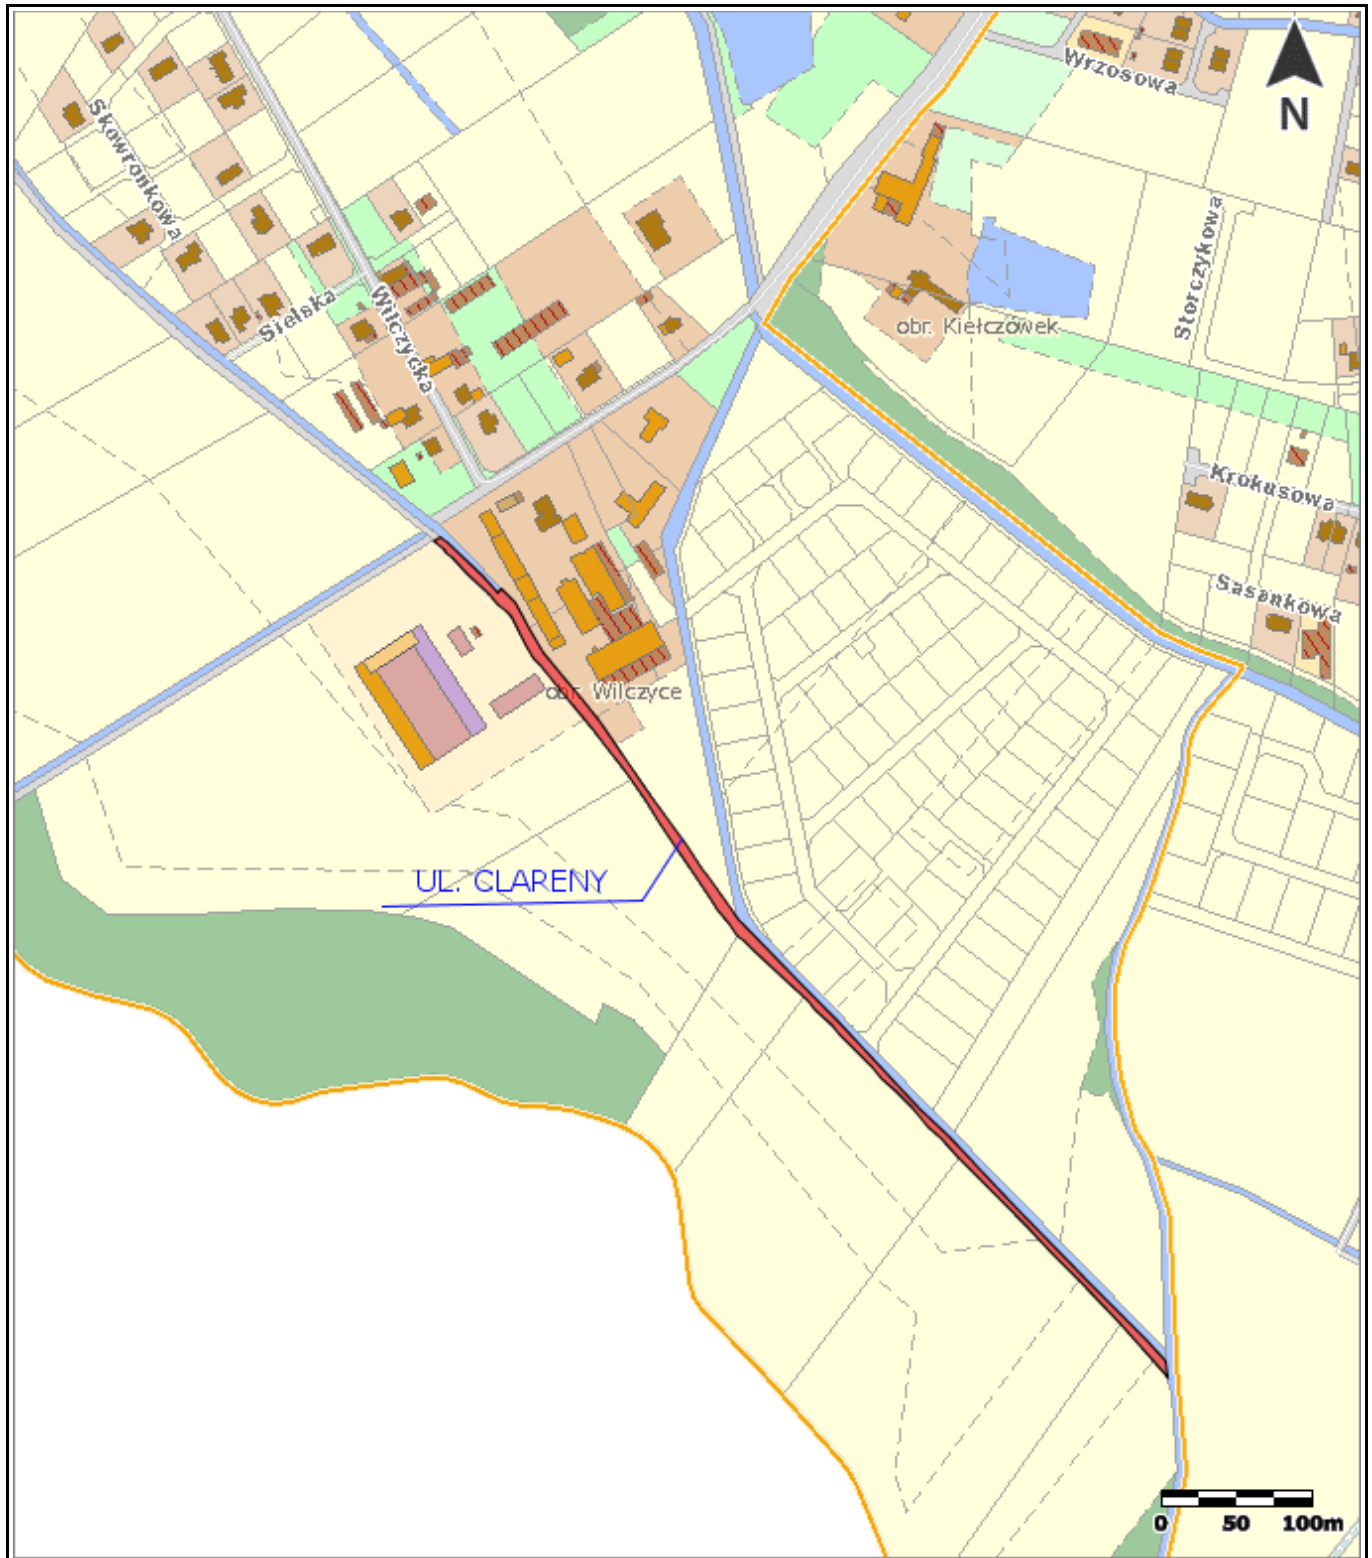 Wrzosowa
N
Skowronkowa
Storczykowa
Sielska
Wilczycka
obr. Kiełczówek
Krokusowa
Sasankowa
obr. Wilczyce
UL. CLARENY
0 50 100m